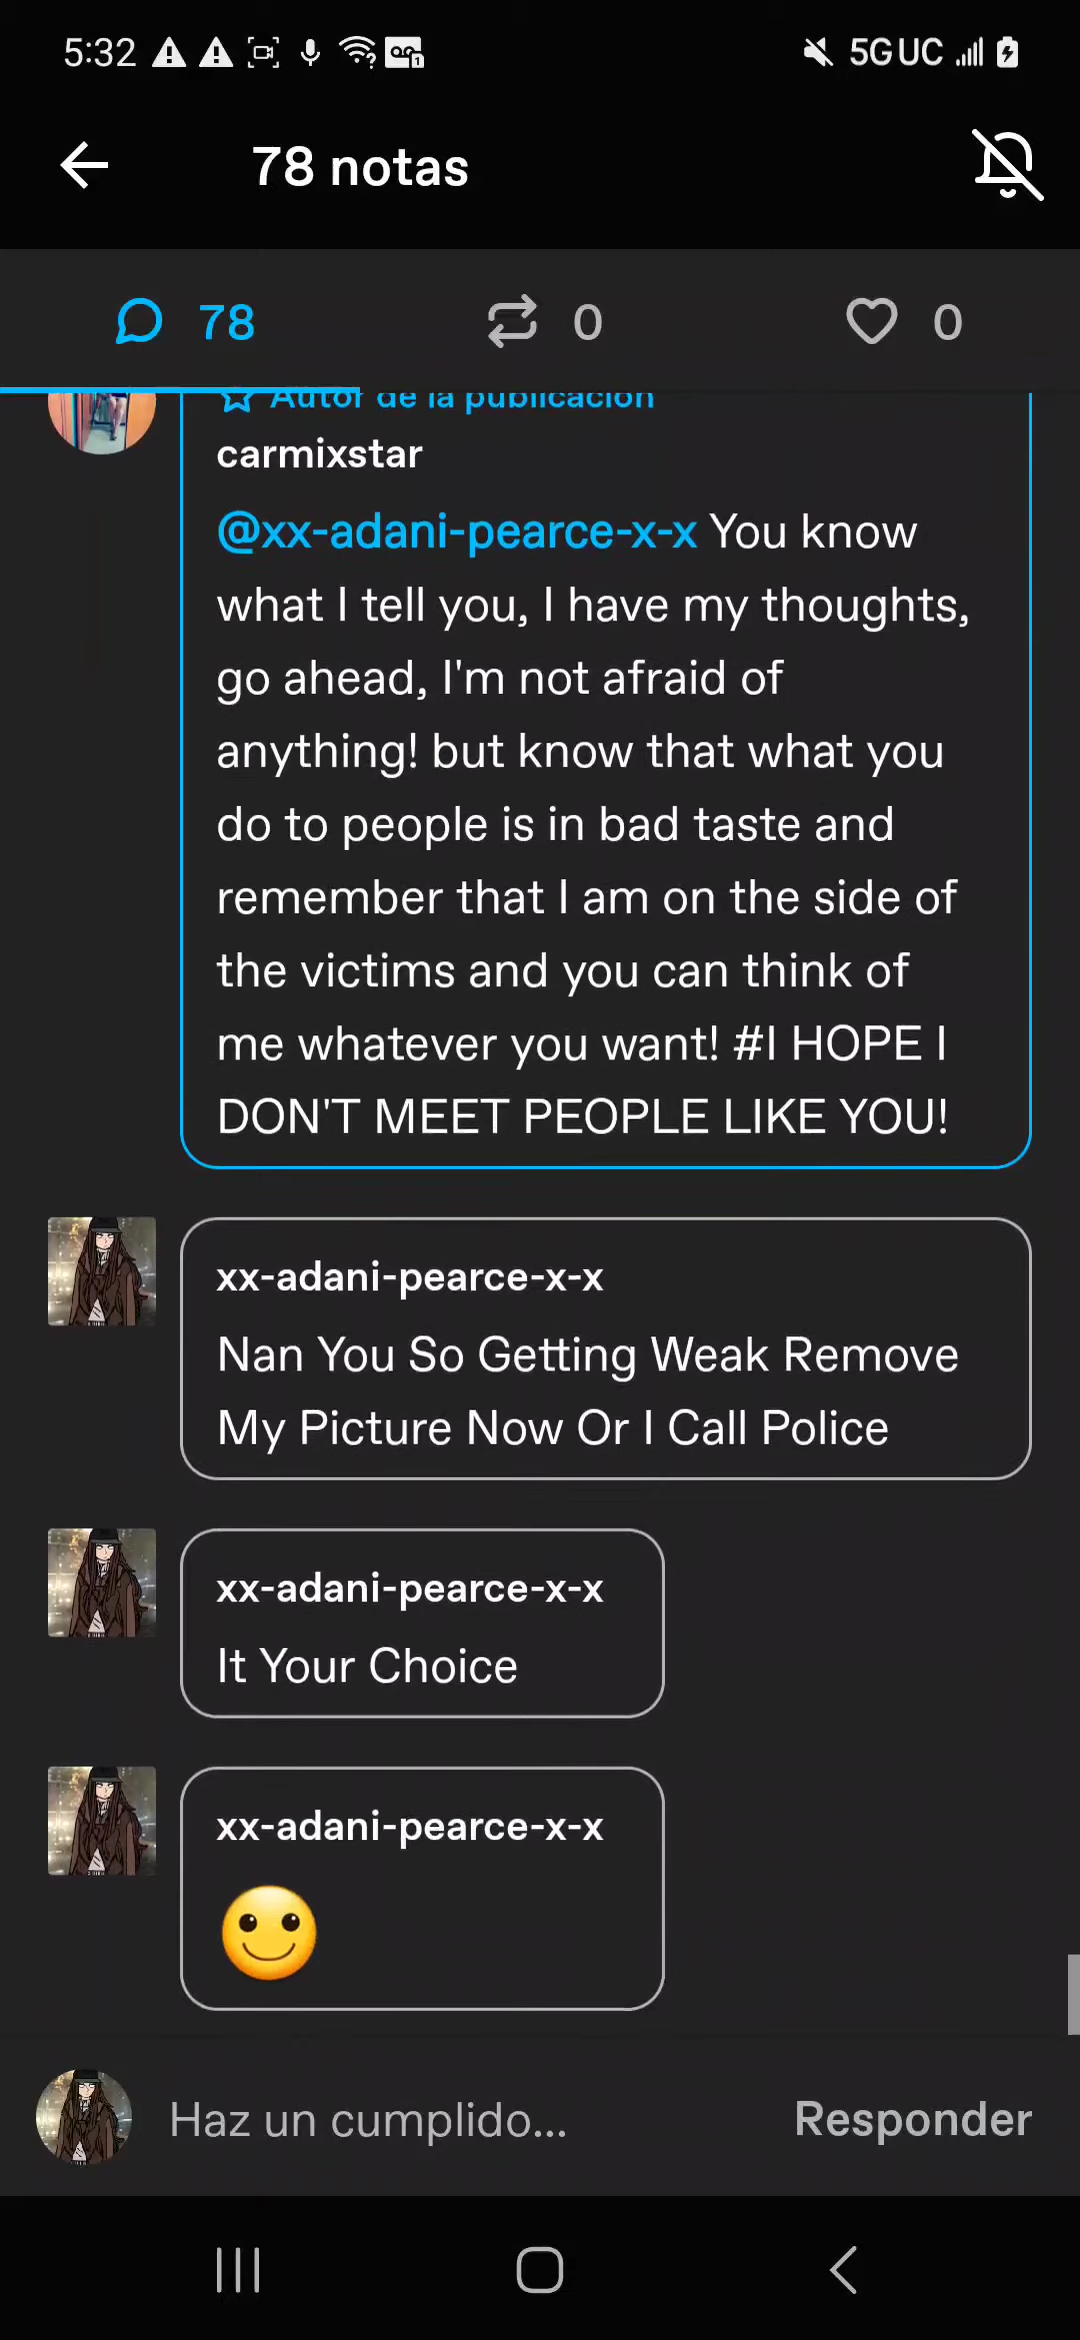 5:32
5G UC
78 notas
78
0
0
Autor de la publicación
carmixstar
@xx-adani-pearce-x-x You know
what I tell you, I have my thoughts,
go ahead, I'm not afraid of
anything! but know that what you
do to people is in bad taste and
remember that I am on the side of
the victims and you can think of
me whatever you want! #I HOPE I
DON'T MEET PEOPLE LIKE YOU!
xx-adani-pearce-x-x
Nan You So Getting Weak Remove
My Picture Now Or I Call Police
xx-adani-pearce-x-x
It Your Choice
xx-adani-pearce-x-x
Haz un cumplido...
Responder